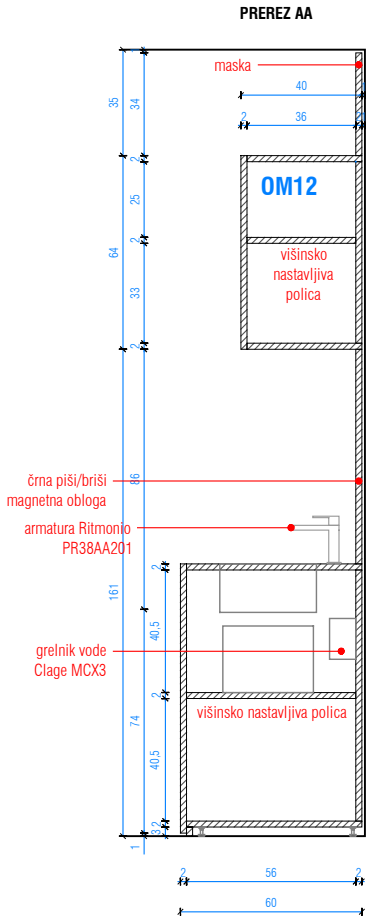 PREREZ AA
maska
40
2
36
2
1
35
34
OM12
2
25
64
2
višinsko
nastavljiva
polica
33
2
86
črna piši/briši
magnetna obloga
armatura Ritmonio
PR38AA201
161
2
40,5
grelnik vode
Clage MCX3
2
višinsko nastavljiva polica
74
40,5
2
3
1
2
56
2
60